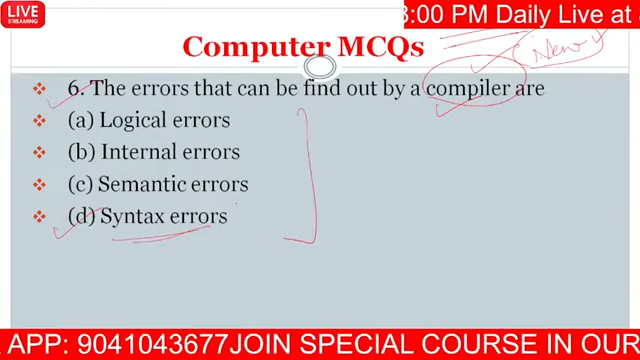 LIVE
STREAMING
3:00 PM Daily Live at
Computer MCQs
New
6. The errors that can be find out by a compiler are
(a) Logical errors
(b) Internal errors
(c) Semantic errors
(d) Syntax errors
APP: 9041043677JOIN SPECIAL COURSE IN OUR